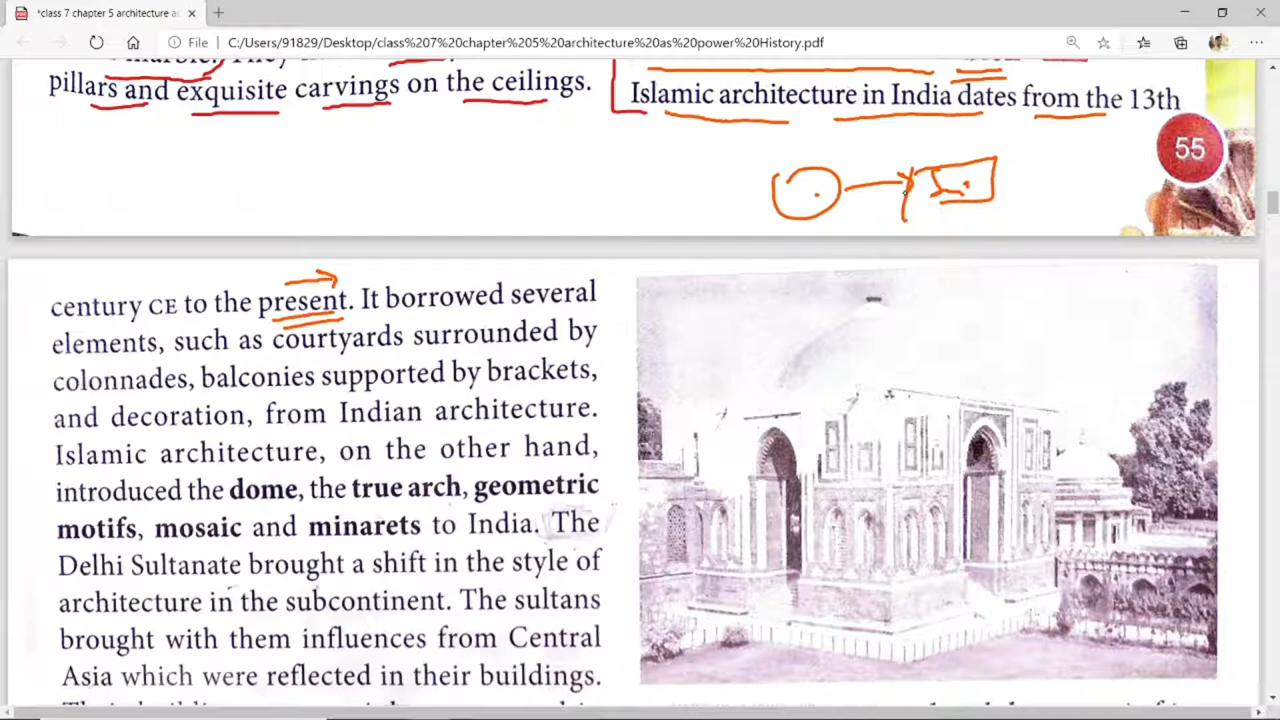 *class 7 chapter 5 architecture as
File C:/Users/91829/Desktop/class%207%20chapter%205%20architecture%20as%20power%20History.pdf
pillars and exquisite carvings on the ceilings.
Islamic architecture in India dates from the 13th
55
century CE to the present. It borrowed several
elements, such as courtyards surrounded by
colonnades, balconies supported by brackets,
and decoration, from Indian architecture.
Islamic architecture, on the other hand,
introduced the dome, the true arch, geometric
motifs, mosaic and minarets to India. The
Delhi Sultanate brought a shift in the style of
architecture in the subcontinent. The sultans
brought with them influences from Central
Asia which were reflected in their buildings.